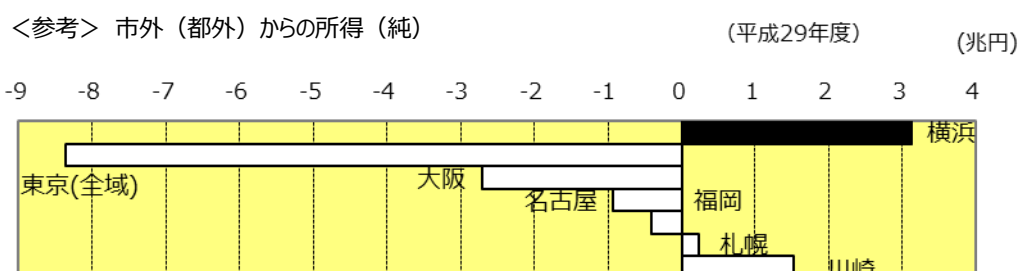 ＜参考＞ 市外（都外）からの所得（純）
（平成29年度）
(兆円)
-9 -8 -7 -6 -5 -4 -3 -2 -1 0 1 2 3 4
横浜
東京(全域)
大阪
名古屋
福岡
札幌
川崎